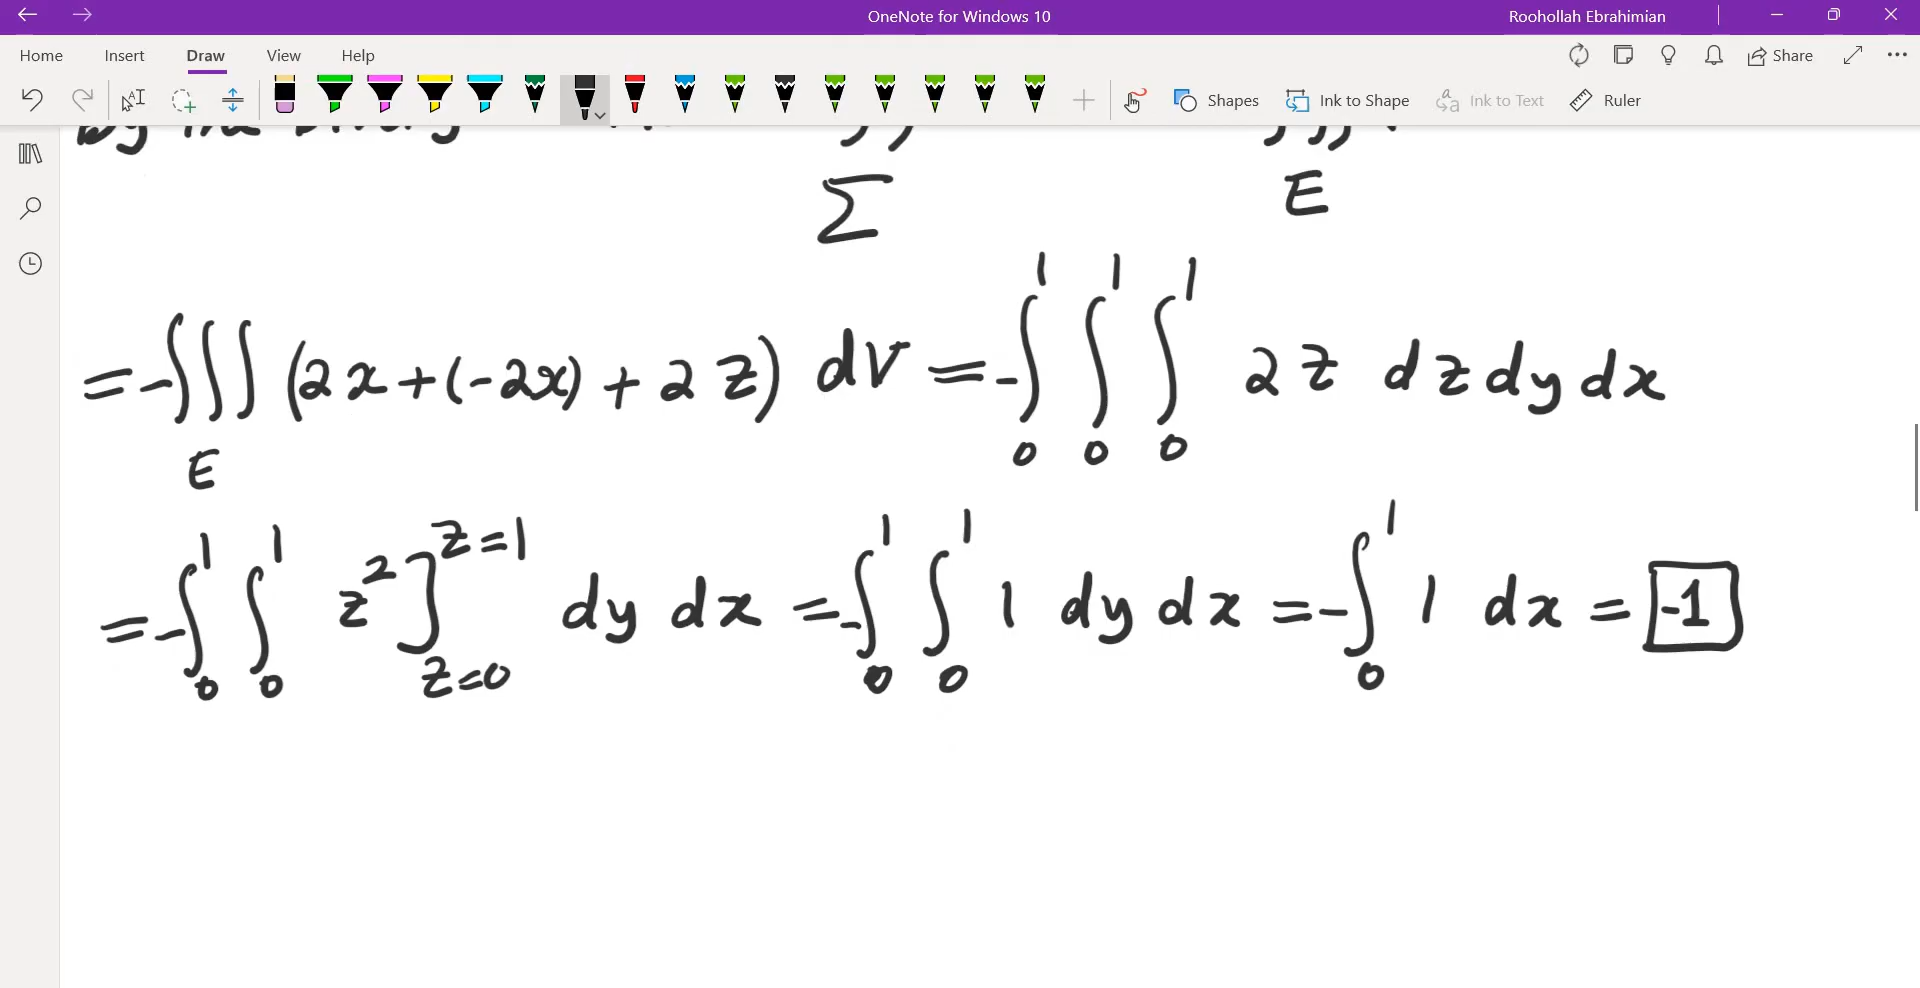 OneNote for Windows 10
Roohollah Ebrahimian
Home Insert Draw View Help Share
Shapes Ink to Shape Ink to Text Ruler
By the
Σ E
= -∫∫∫_E (2x + (-2x) + 2z) dV = -∫_0^1 ∫_0^1 ∫_0^1 2z dz dy dx
= -∫_0^1 ∫_0^1 z^2 ]_{z=0}^{z=1} dy dx = -∫_0^1 ∫_0^1 1 dy dx = -∫_0^1 1 dx = -1